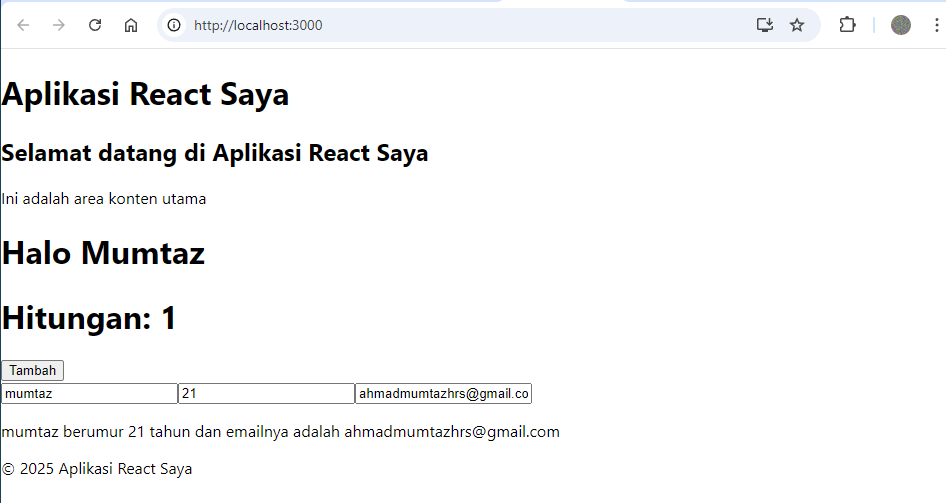 http://localhost:3000
Aplikasi React Saya
Selamat datang di Aplikasi React Saya
Ini adalah area konten utama
Halo Mumtaz
Hitungan: 1
Tambah
mumtaz 21 ahmadmumtazhrs@gmail.co
mumtaz berumur 21 tahun dan emailnya adalah ahmadmumtazhrs@gmail.com
© 2025 Aplikasi React Saya